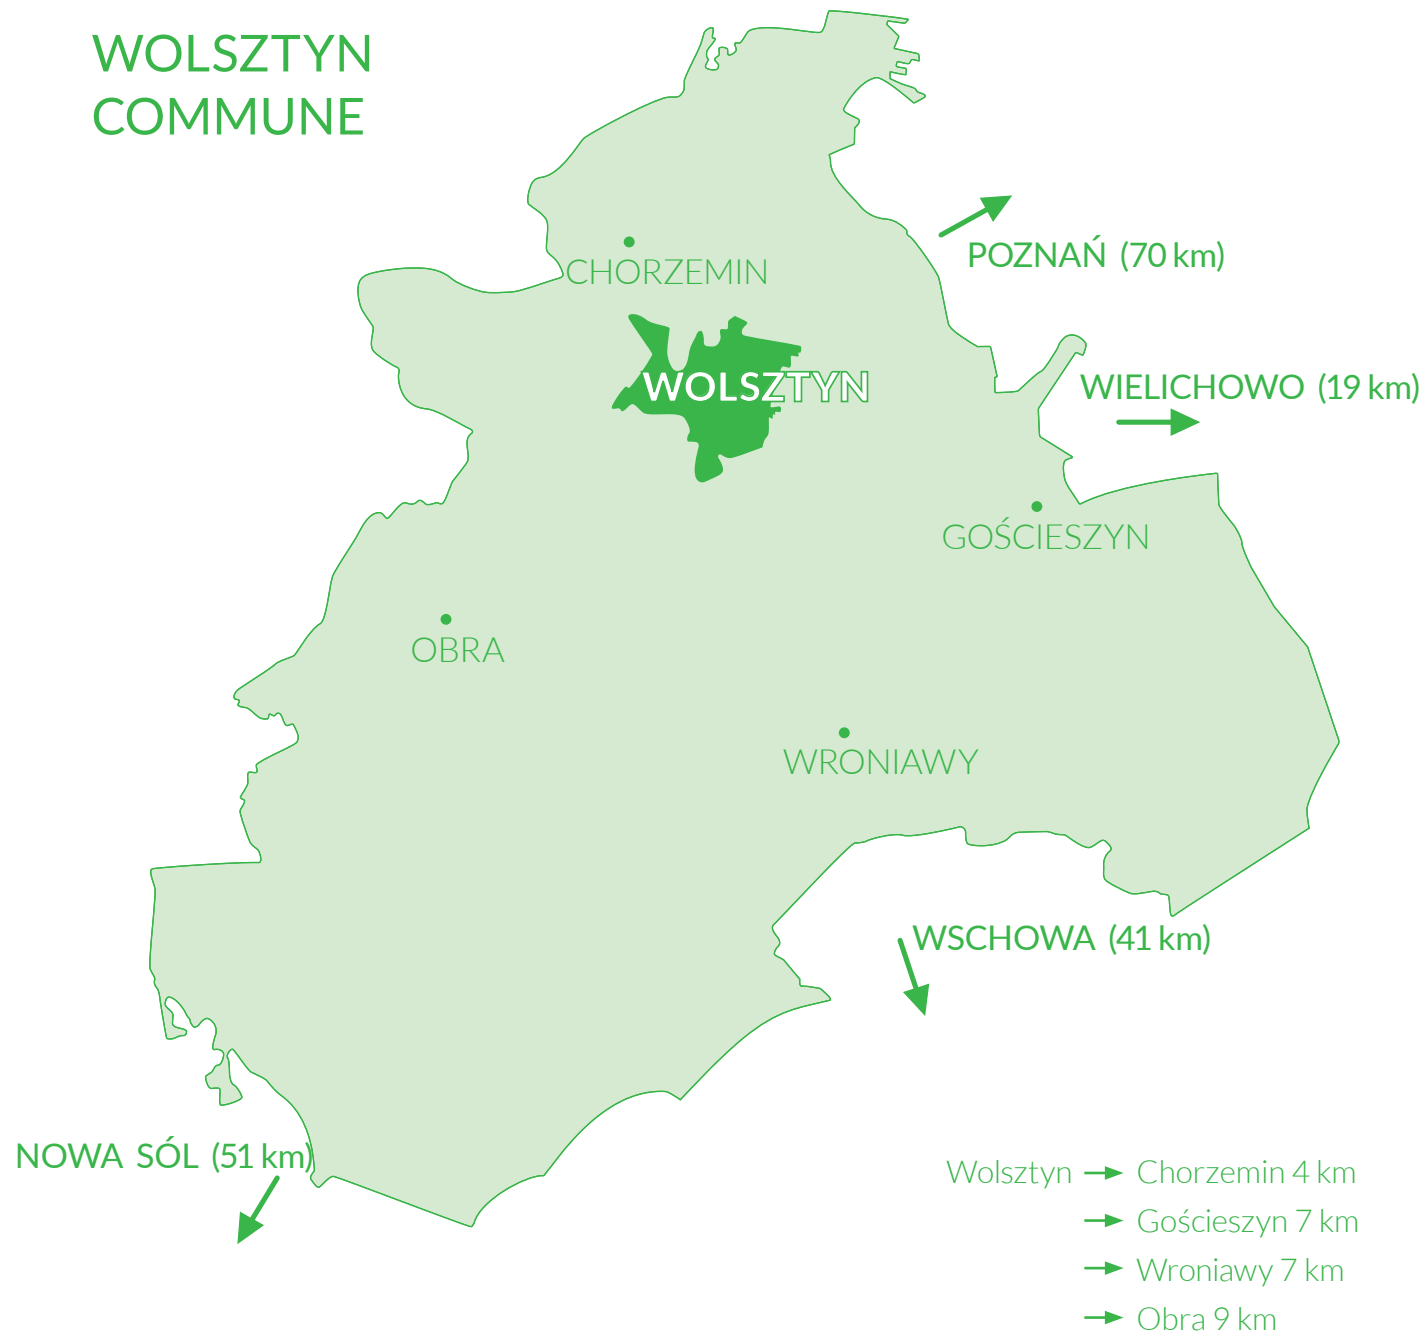 WOLSZTYN
COMMUNE
POZNAŃ (70 km)
CHORZEMIN
WOLSZTYN
WIELICHOWO (19 km)
GOŚCIESZYN
OBRA
WRONIAWY
WSCHOWA (41 km)
NOWA SÓL (51 km)
Wolsztyn → Chorzemin 4 km
→ Gościeszyn 7 km
→ Wroniawy 7 km
→ Obra 9 km